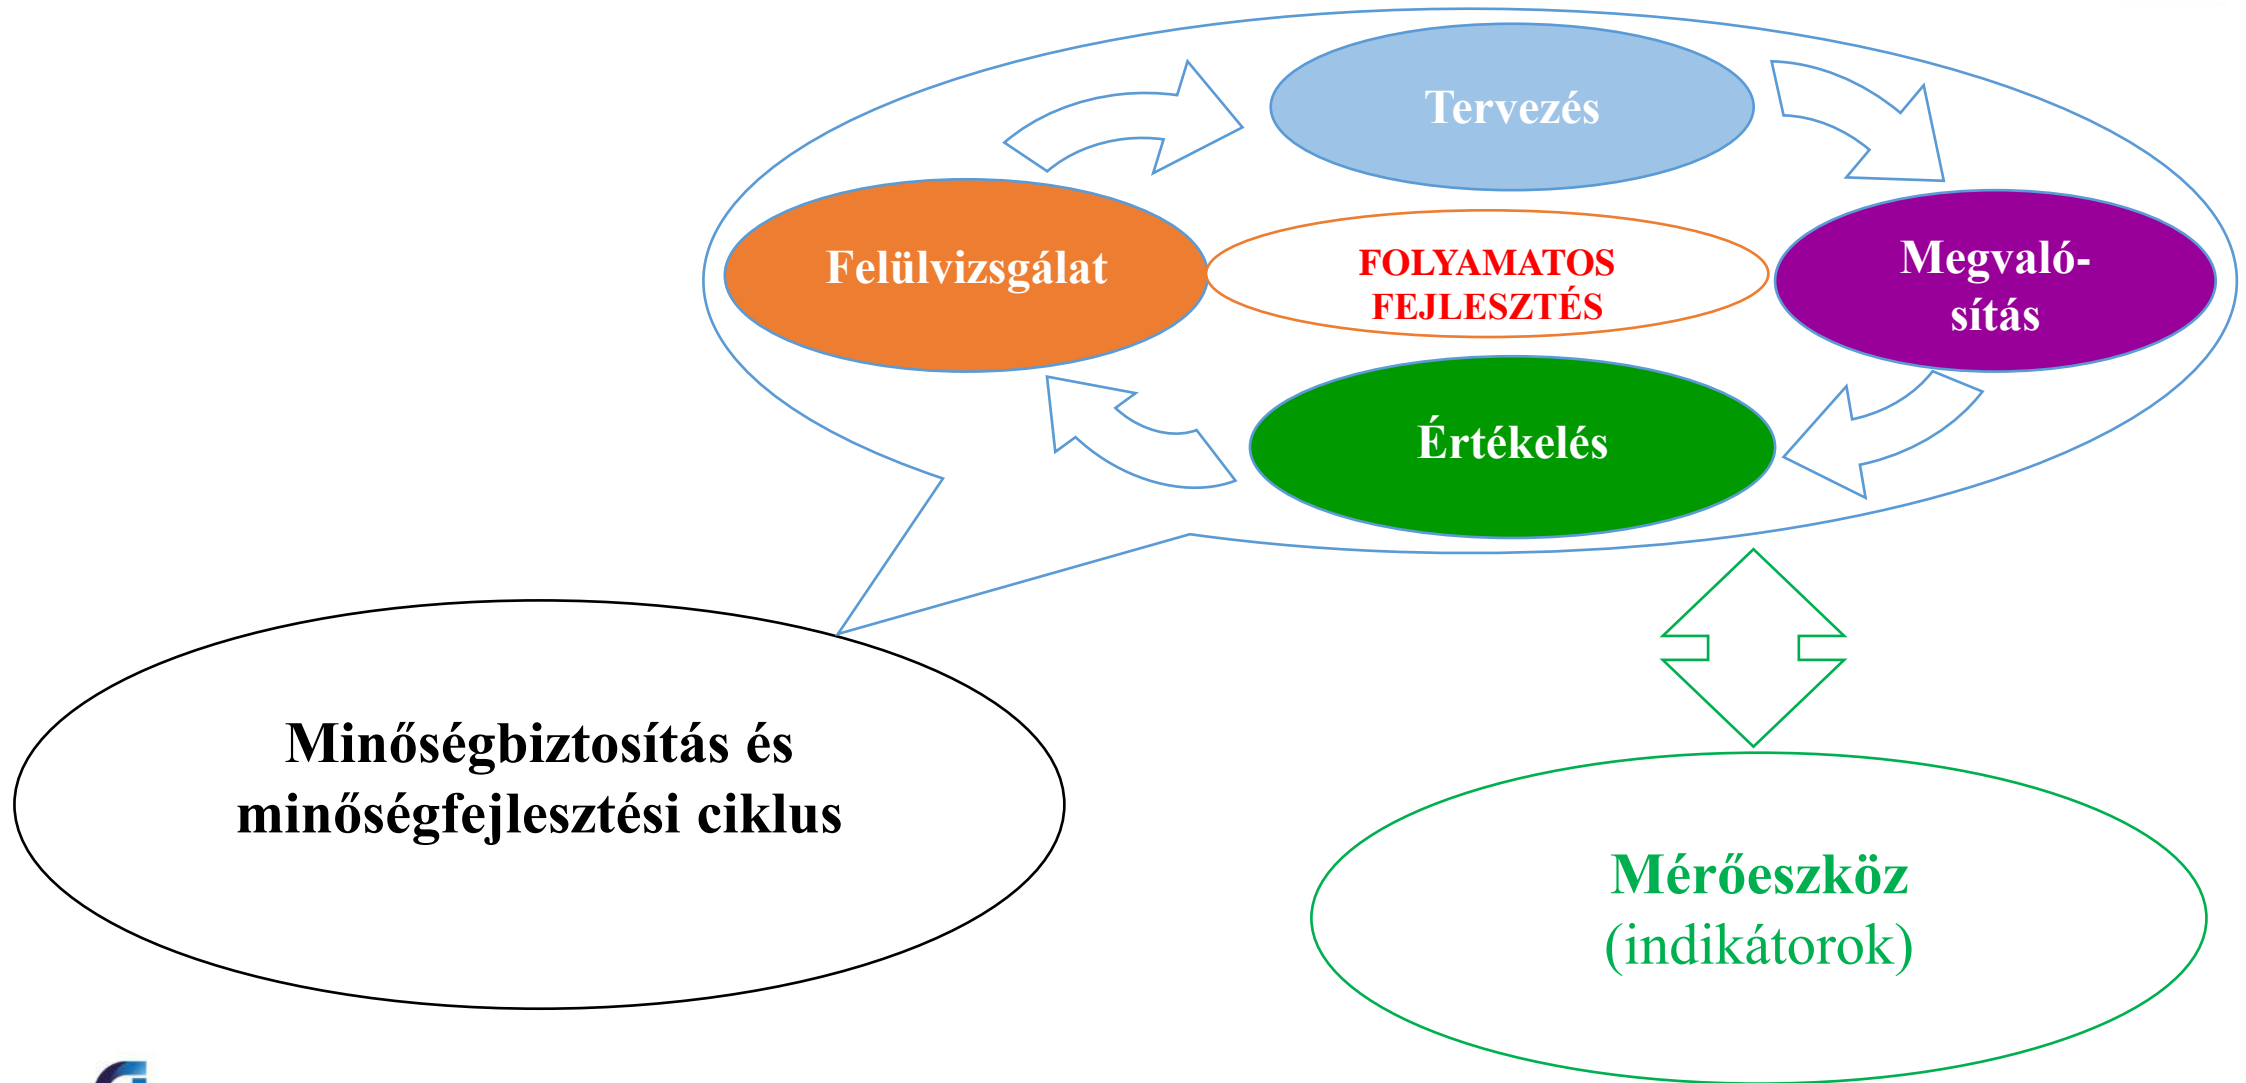 Tervezés
Felülvizsgálat
FOLYAMATOS
FEJLESZTÉS
Megvaló-
sítás
Értékelés
Minőségbiztosítás és
minőségfejlesztési ciklus
Mérőeszköz
(indikátorok)